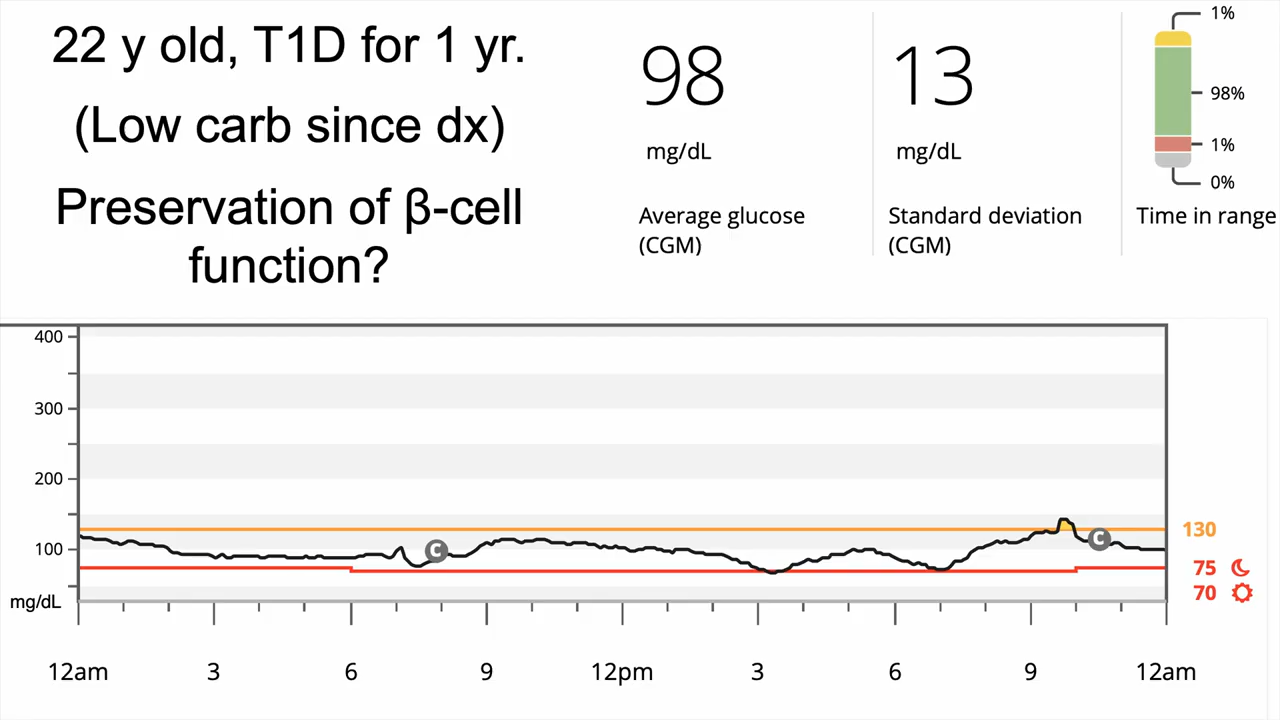 22 y old, T1D for 1 yr.
(Low carb since dx)
Preservation of β-cell
function?
98
mg/dL
Average glucose
(CGM)
13
mg/dL
Standard deviation
(CGM)
1%
98%
1%
0%
Time in range
400
300
200
100
mg/dL
C
C
130
75
70
12am
3
6
9
12pm
3
6
9
12am